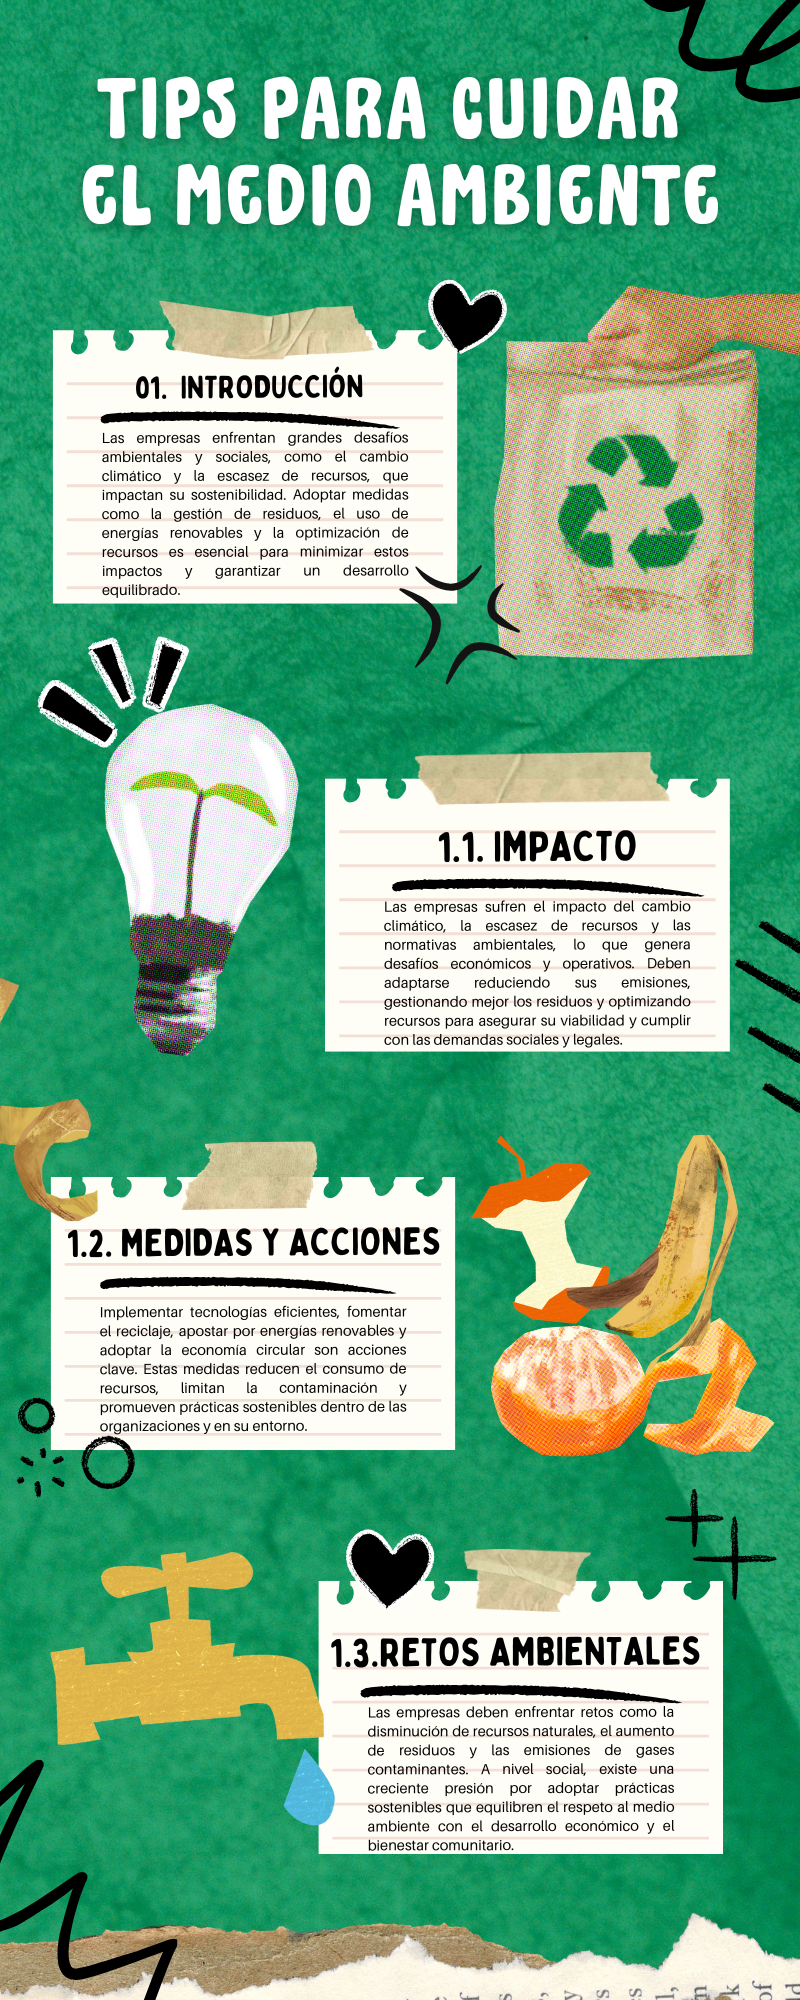 TIPS PARA CUIDAR
EL MEDIO AMBIENTE
01. INTRODUCCIÓN
Las empresas enfrentan grandes desafíos
ambientales y sociales, como el cambio
climático y la escasez de recursos, que
impactan su sostenibilidad. Adoptar medidas
como la gestión de residuos, el uso de
energías renovables y la optimización de
recursos es esencial para minimizar estos
impactos y garantizar un desarrollo
equilibrado.
1.1. IMPACTO
Las empresas sufren el impacto del cambio
climático, la escasez de recursos y las
normativas ambientales, lo que genera
desafíos económicos y operativos. Deben
adaptarse reduciendo sus emisiones,
gestionando mejor los residuos y optimizando
recursos para asegurar su viabilidad y cumplir
con las demandas sociales y legales.
1.2. MEDIDAS Y ACCIONES
Implementar tecnologías eficientes, fomentar
el reciclaje, apostar por energías renovables y
adoptar la economía circular son acciones
clave. Estas medidas reducen el consumo de
recursos, limitan la contaminación y
promueven prácticas sostenibles dentro de las
organizaciones y en su entorno.
1.3.RETOS AMBIENTALES
Las empresas deben enfrentar retos como la
disminución de recursos naturales, el aumento
de residuos y las emisiones de gases
contaminantes. A nivel social, existe una
creciente presión por adoptar prácticas
sostenibles que equilibren el respeto al medio
ambiente con el desarrollo económico y el
bienestar comunitario.